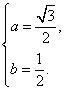 a = √3/2,
b = 1/2.